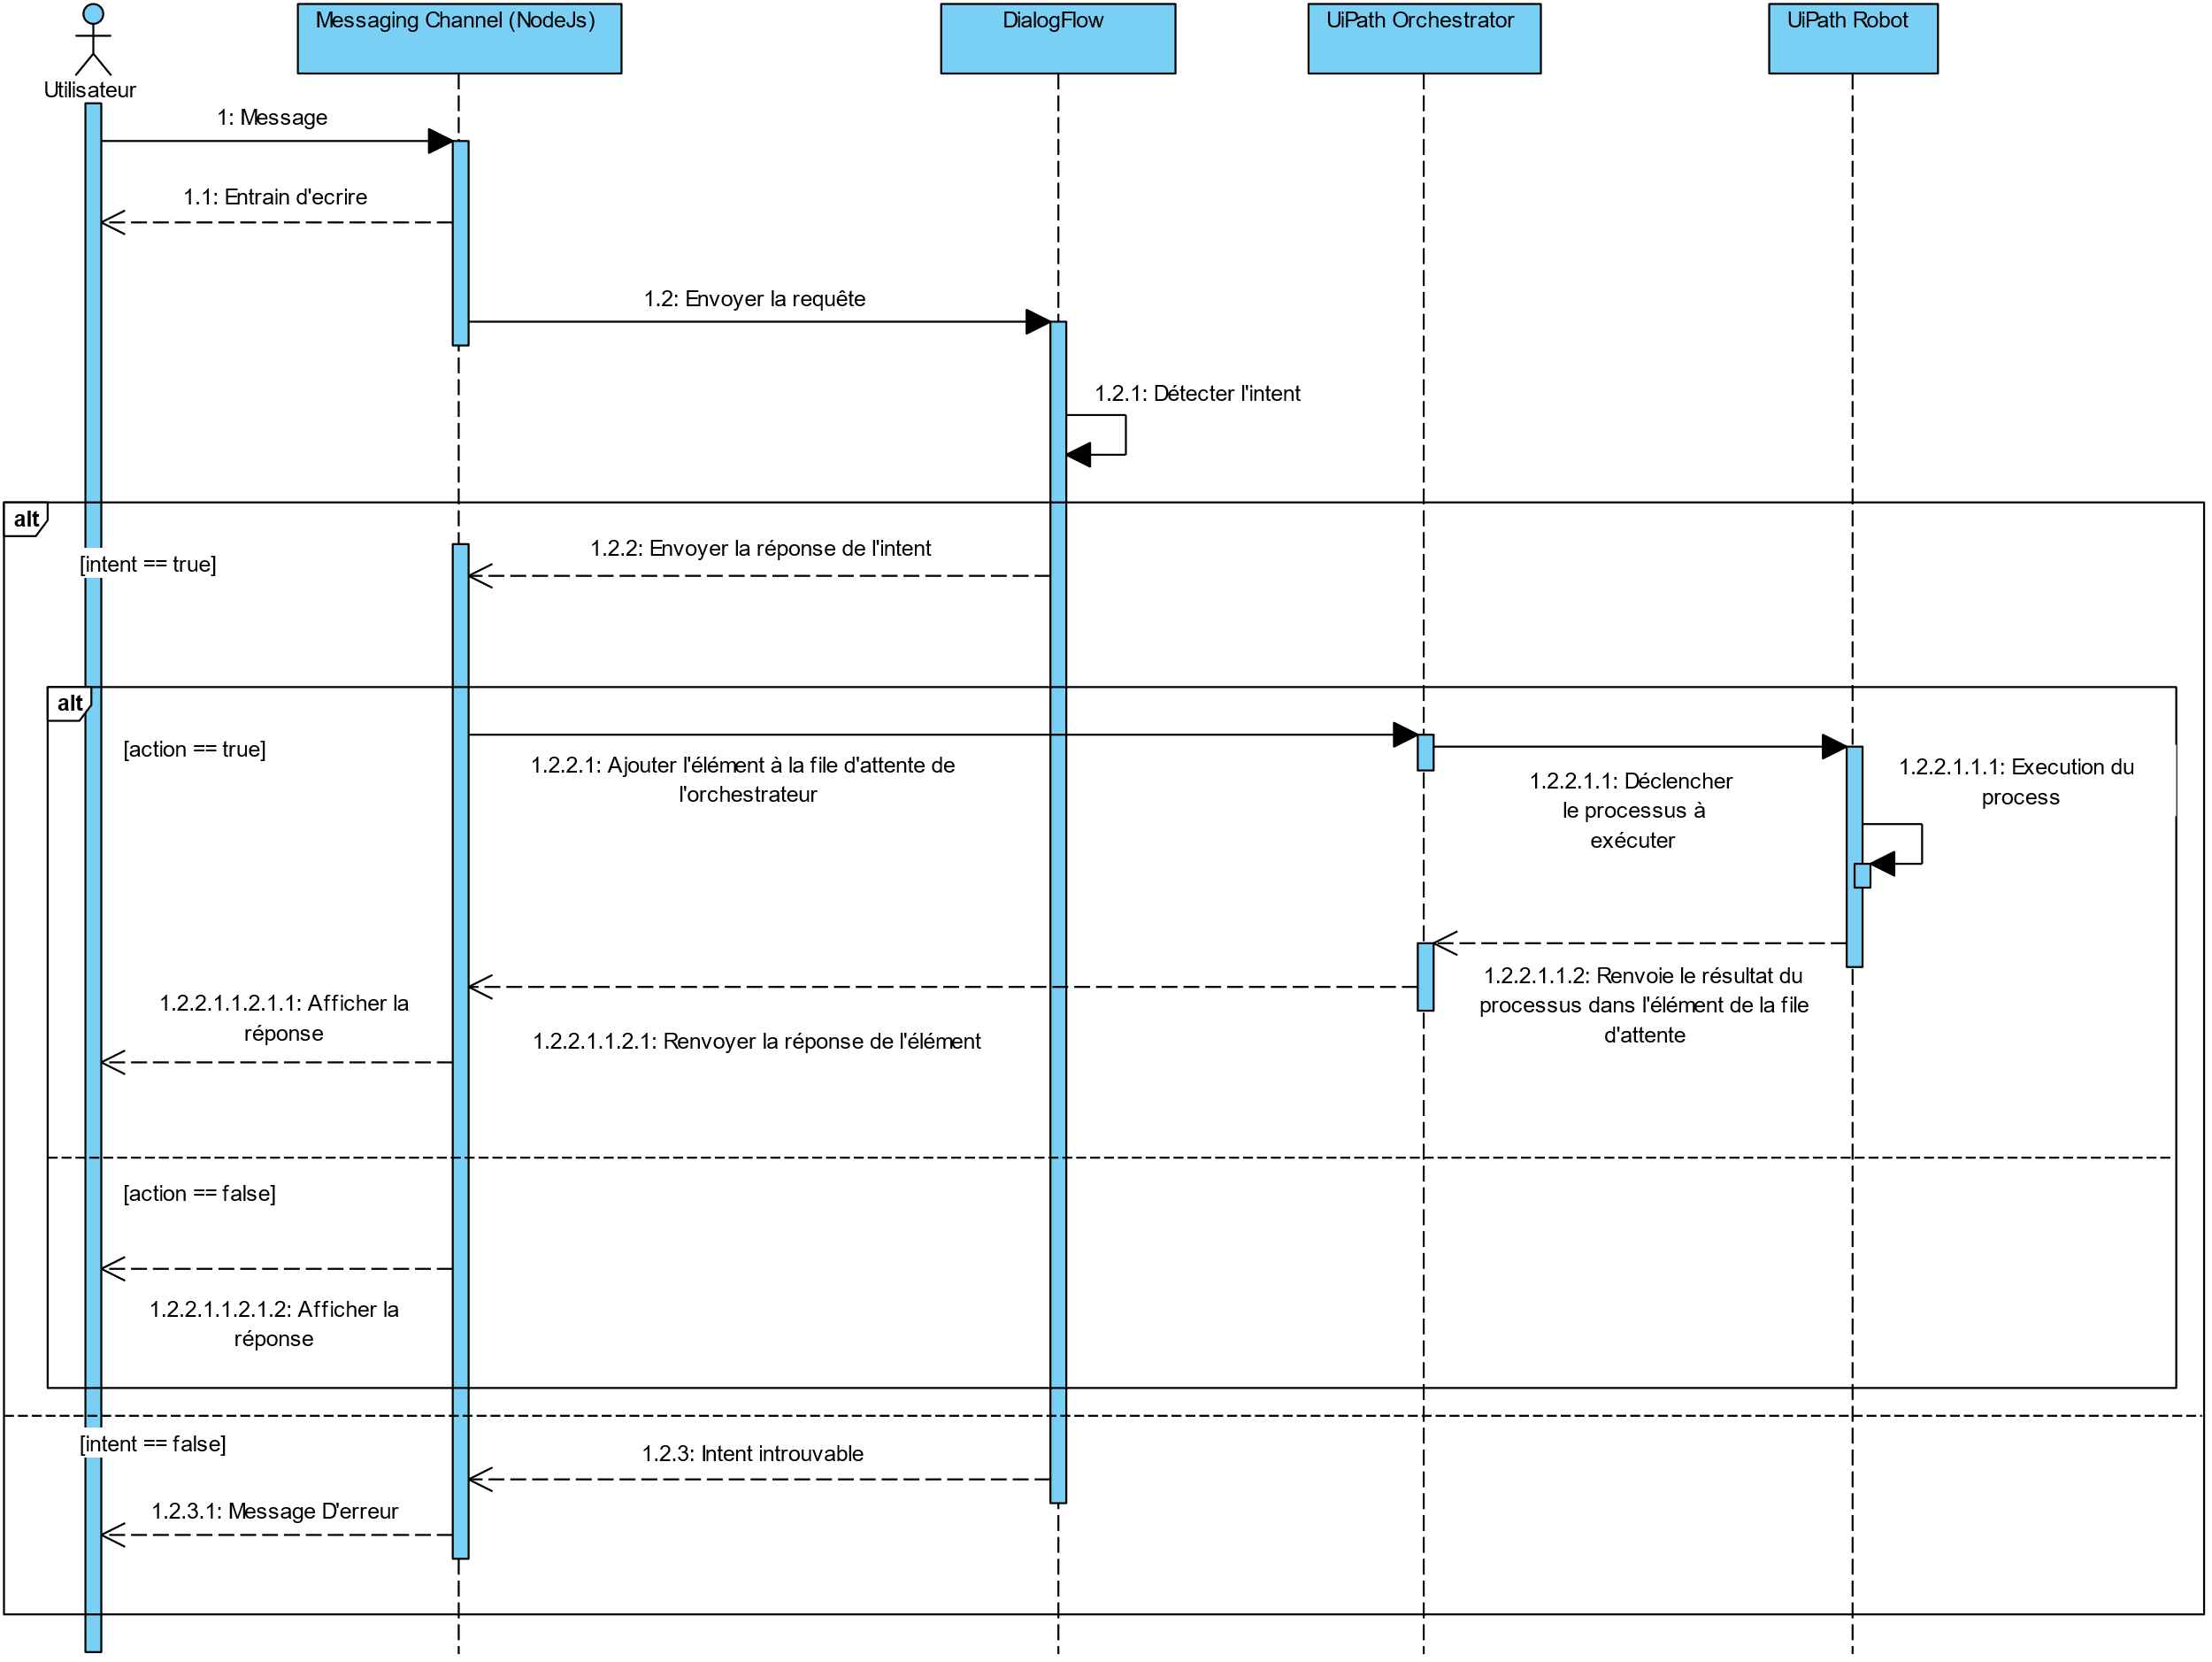 Messaging Channel (NodeJs)
DialogFlow
UiPath Orchestrator
UiPath Robot
Utilisateur
1: Message
1.1: Entrain d'ecrire
1.2: Envoyer la requête
1.2.1: Détecter l'intent
alt
[intent == true]
1.2.2: Envoyer la réponse de l'intent
alt
[action == true]
1.2.2.1: Ajouter l'élément à la file d'attente de
l'orchestrateur
1.2.2.1.1: Déclencher
le processus à
exécuter
1.2.2.1.1.1: Execution du
process
1.2.2.1.1.2: Renvoie le résultat du
processus dans l'élément de la file
d'attente
1.2.2.1.1.2.1: Renvoyer la réponse de l'élément
1.2.2.1.1.2.1.1: Afficher la
réponse
[action == false]
1.2.2.1.1.2.1.2: Afficher la
réponse
[intent == false]
1.2.3: Intent introuvable
1.2.3.1: Message D'erreur